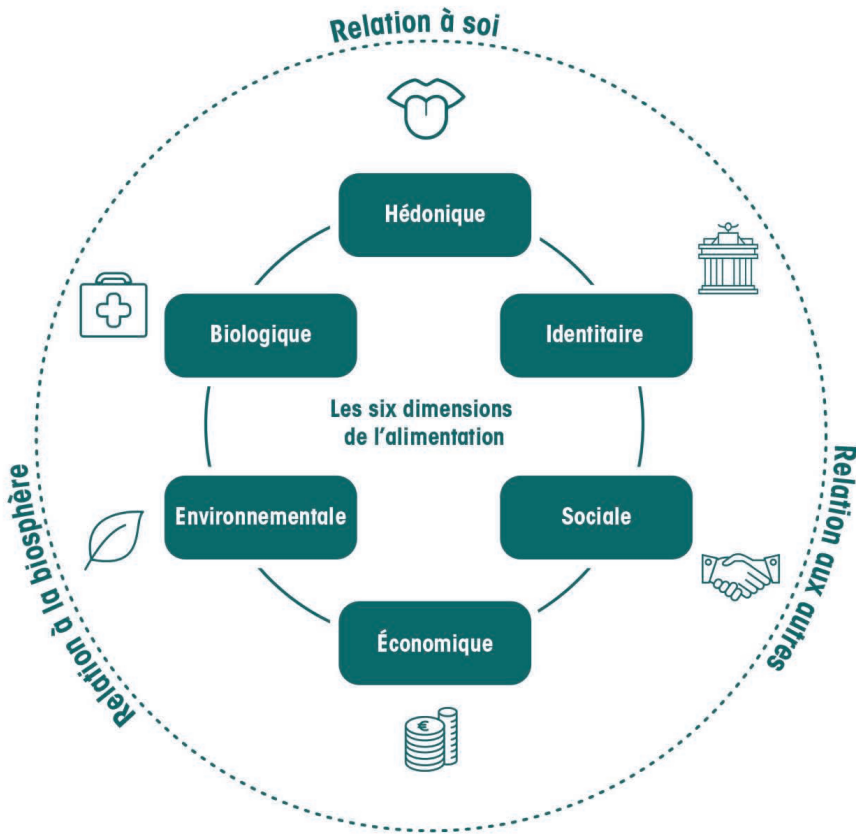 Relation à soi
Hédonique
Biologique
Identitaire
Les six dimensions
de l'alimentation
Environnementale
Sociale
Économique
€
Relation à la biosphère
Relation aux autres